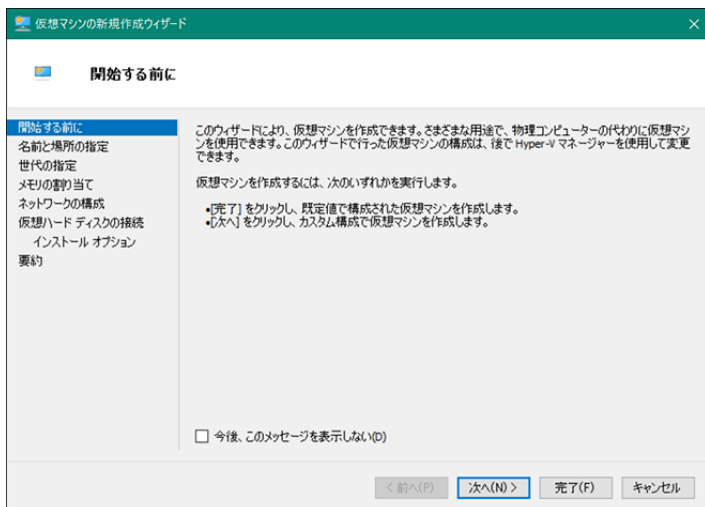 仮想マシンの新規作成ウィザード
開始する前に
開始する前に
名前と場所の指定
世代の指定
メモリの割り当て
ネットワークの構成
仮想ハード ディスクの接続
インストール オプション
要約
このウィザードにより、仮想マシンを作成できます。さまざまな用途で、物理コンピューターの代わりに仮想マシ
ンを使用できます。このウィザードで行った仮想マシンの構成は、後で Hyper-V マネージャーを使用して変更
できます。
仮想マシンを作成するには、次のいずれかを実行します。
•[完了] をクリックし、既定値で構成された仮想マシンを作成します。
•[次へ] をクリックし、カスタム構成で仮想マシンを作成します。
今後、このメッセージを表示しない(D)
< 前へ(P)
次へ(N) >
完了(F)
キャンセル